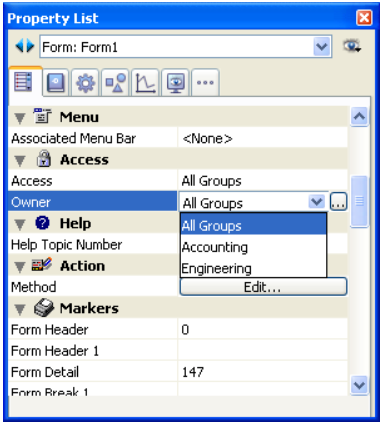 Property List
Form: Form1
Menu
Associated Menu Bar <None>
Access
Access All Groups
Owner All Groups ...
Help All Groups
Help Topic Number Accounting
Action Engineering
Method Edit...
Markers
Form Header 0
Form Header 1
Form Detail 147
Form Break 1